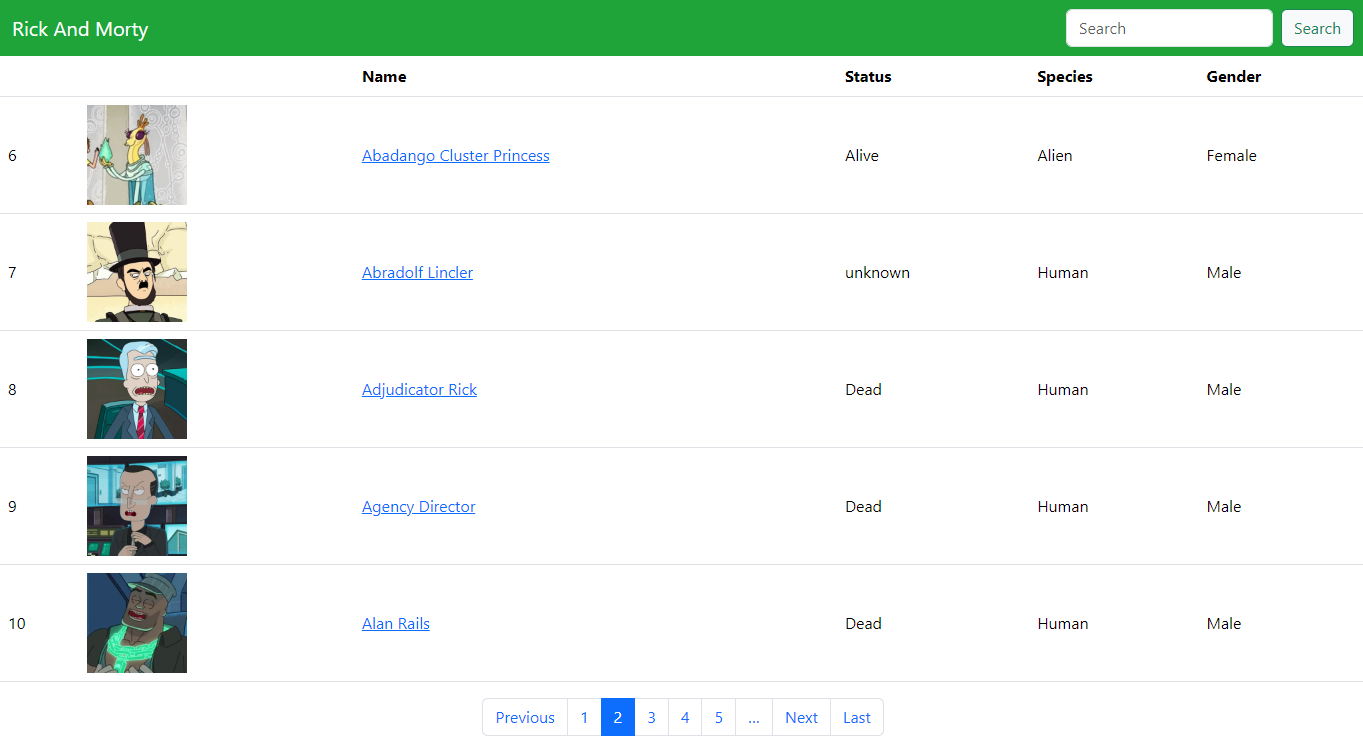 Rick And Morty Search Search
Name Status Species Gender
6 Abadango Cluster Princess Alive Alien Female
7 Abradolf Lincler unknown Human Male
8 Adjudicator Rick Dead Human Male
9 Agency Director Dead Human Male
10 Alan Rails Dead Human Male
Previous 1 2 3 4 5 ... Next Last